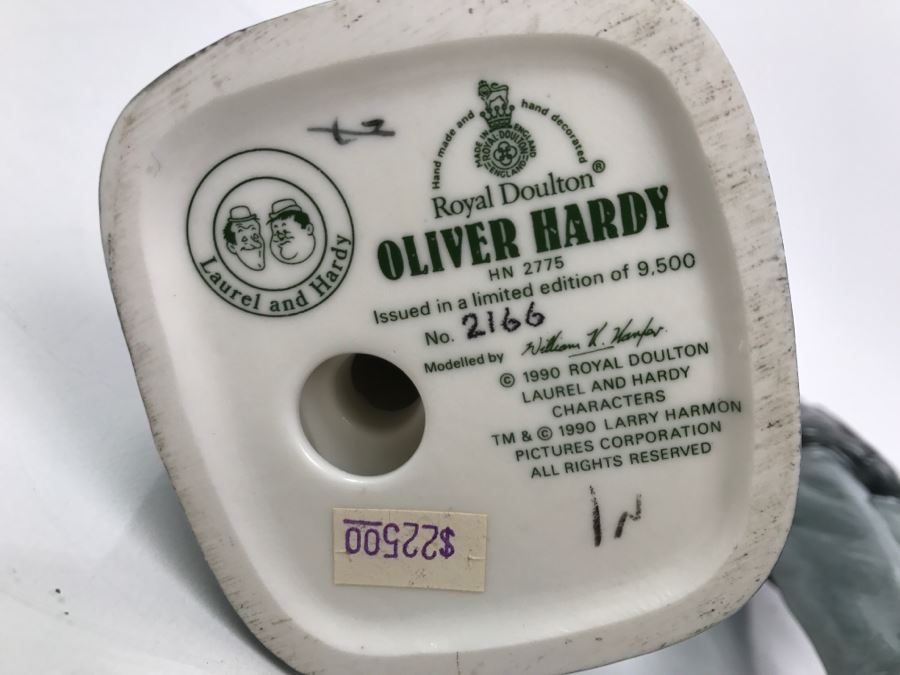 Hand made and hand decorated
MADE IN ENGLAND
ROYAL·DOULTON
ENGLAND
Royal Doulton®
OLIVER HARDY
HN 2775
Issued in a limited edition of 9,500
No. 2166
Modelled by William K. Harper.
© 1990 ROYAL DOULTON
LAUREL AND HARDY
CHARACTERS
TM & © 1990 LARRY HARMON
PICTURES CORPORATION
ALL RIGHTS RESERVED
Laurel and Hardy
$22500